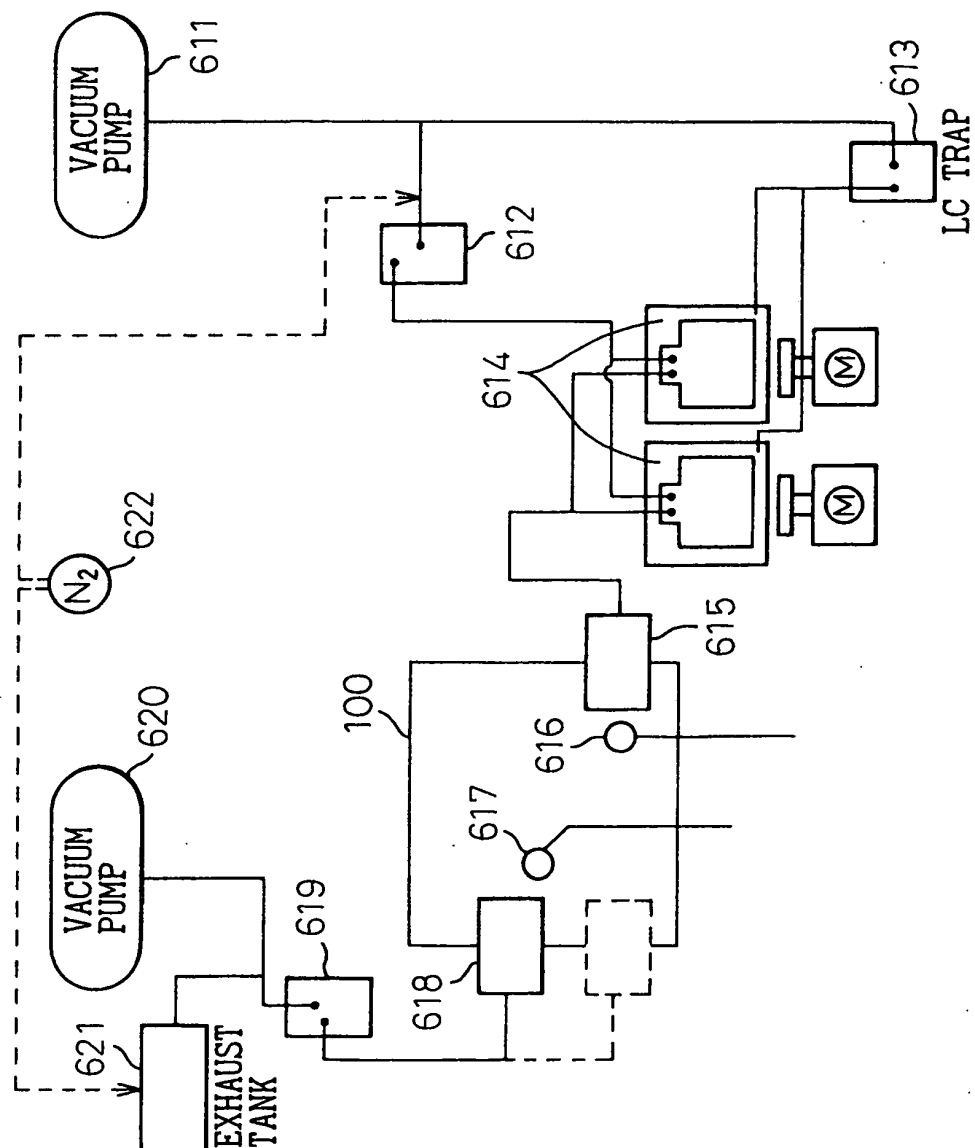 VACUUM
PUMP
611
613
LC TRAP
612
614
M
M
N2
622
615
100
616
617
618
VACUUM
PUMP
620
619
621
EXHAUST
TANK